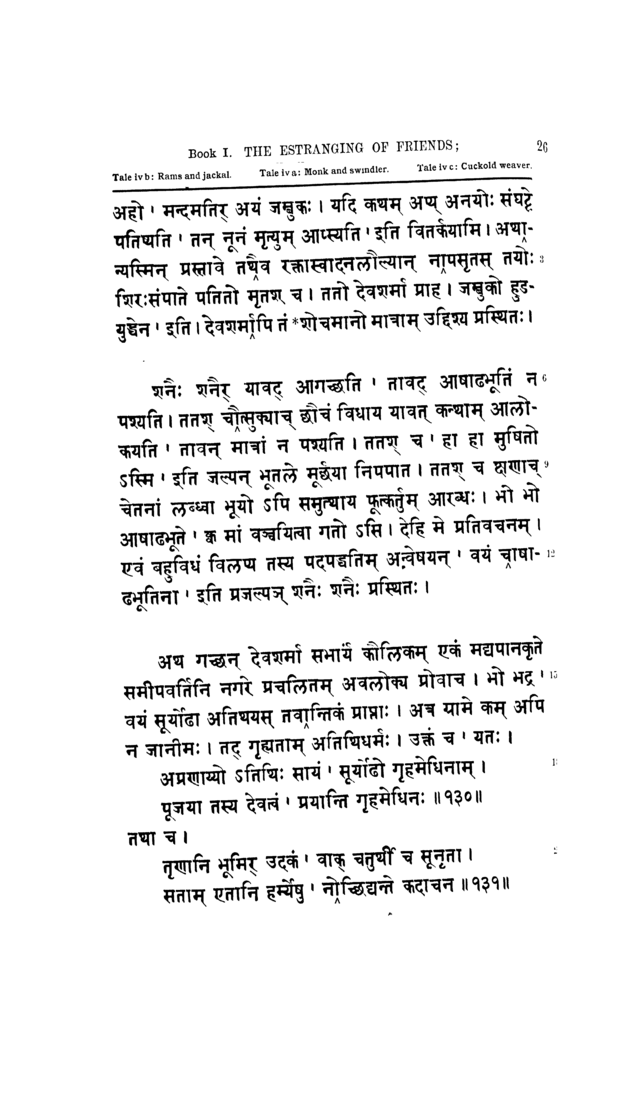 Book I. THE ESTRANGING OF FRIENDS; 26
Tale iv b: Rams and jackal. Tale iv a: Monk and swindler. Tale iv c: Cuckold weaver.
अहो ' मन्दमतिर् अयं जम्बुकः । यदि कथम् अप्य् अनयोः संघट्टे
पतिष्यति ' तन् नूनं मृत्युम् आप्स्यति ' इति वितर्कयामि । अथा-
न्यस्मिन् प्रस्तावे तथैव रक्तास्वादनलौल्यान् नापसृतस् तयोः 3
शिरःसंपाते पतितो मृतश् च । ततो देवशर्मा प्राह । जम्बुको हुड-
युद्धेन ' इति । देवशर्मापि तं *शोचमानो मात्राम् उद्दिश्य प्रस्थितः ।
शनैः शनैर् यावद् आगच्छति ' तावद् आषाढभूतिं न 6
पश्यति । ततश् चौत्सुक्याच् छौचं विधाय यावत् कन्थाम् आलो-
कयति ' तावन् मात्रां न पश्यति । ततश् च ' हा हा मुषितो
ऽस्मि ' इति जल्पन् भूतले मूर्छया निपपात । ततश् च क्षणाच् 9
चेतनां लब्ध्वा भूयो ऽपि समुत्थाय फूत्कर्तुम् आरब्धः । भो भो
आषाढभूते ' क्व मां वञ्चयित्वा गतो ऽसि । देहि मे प्रतिवचनम् ।
एवं बहुविधं विलप्य तस्य पदपद्धतिम् अन्वेषयन् ' वयं चाषा- 12
ढभूतिना ' इति प्रजल्पञ् शनैः शनैः प्रस्थितः ।
अथ गच्छन् देवशर्मा सभार्यं कौलिकम् एकं मद्यपानकृते
समीपवर्तिनि नगरे प्रचलितम् अवलोक्य प्रोवाच । भो भद्र ' 15
वयं सूर्योढा अतिथयस् तवान्तिकं प्राप्ताः । अत्र यामे कम् अपि
न जानीमः । तद् गृह्यताम् अतिथिधर्मः । उक्तं च ' यतः ।
अप्रणाय्यो ऽतिथिः सायं ' सूर्योढो गृहमेधिनाम् ।
पूजया तस्य देवत्वं ' प्रयान्ति गृहमेधिनः ॥१३०॥
तथा च ।
तृणानि भूमिर् उदकं ' वाक् चतुर्थी च सूनृता ।
सताम् एतानि हर्म्येषु ' नोच्छिद्यन्ते कदाचन ॥१३१॥